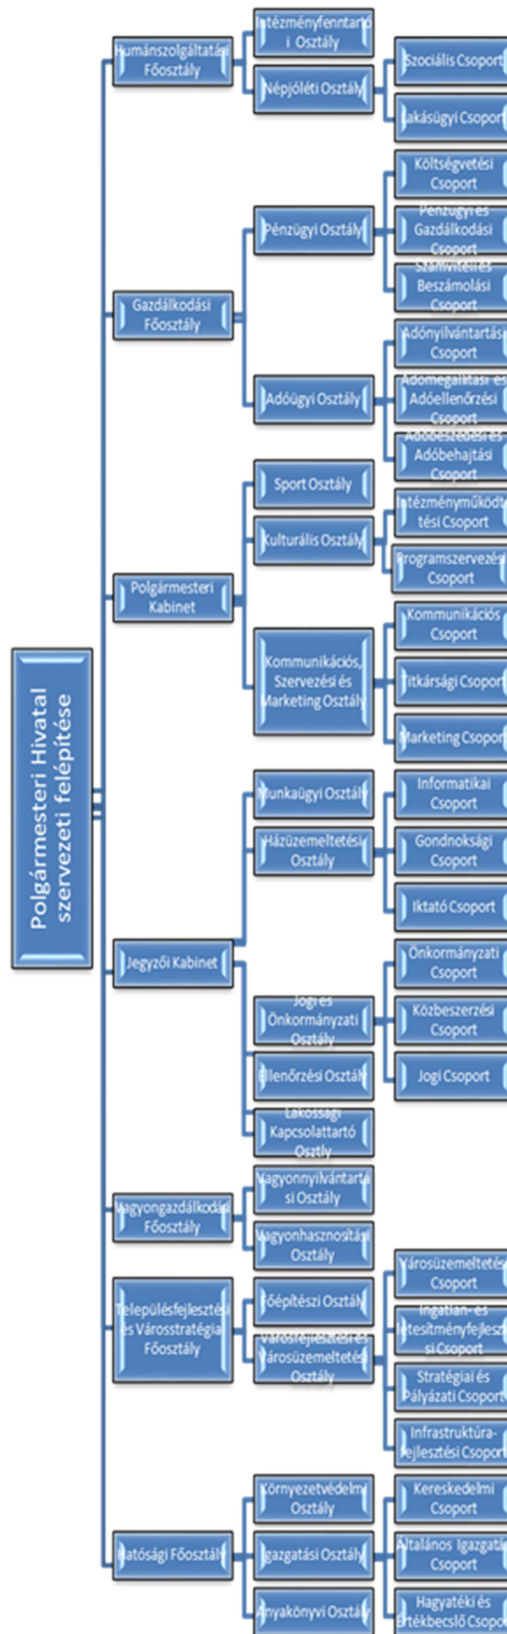 Polgármesteri Hivatal
szervezeti felépítése
Humánszolgáltatási
Főosztály
Intézményfenntartó
i Osztály
Népjóléti Osztály
Szociális Csoport
Lakásügyi Csoport
Gazdálkodási
Főosztály
Pénzügyi Osztály
Költségvetési
Csoport
Pénzügyi és
Gazdálkodási
Csoport
Számviteli és
Beszámolási
Csoport
Adóügyi Osztály
Adónyilvántartási
Csoport
Adómegállítási és
Adóellenőrzési
Csoport
Adóbeszedési és
Adóbehajtási
Csoport
Polgármesteri
Kabinet
Sport Osztály
Kulturális Osztály
Intézményműködte
tési Csoport
Programszervezési
Csoport
Kommunikációs,
Szervezési és
Marketing Osztály
Kommunikációs
Csoport
Titkársági Csoport
Marketing Csoport
Jegyzői Kabinet
Munkaügyi Osztály
Házüzemeltetési
Osztály
Informatikai
Csoport
Gondnoksági
Csoport
Iktató Csoport
Jogi és
Önkormányzati
Osztály
Önkormányzati
Csoport
Közbeszerzési
Csoport
Jogi Csoport
Ellenőrzési Osztály
Lakossági
Kapcsolattartó
Osztly
Vagyongazdálkodási
Főosztály
Vagyonnyilvántartá
si Osztály
Vagyonhasznosítási
Osztály
Településfejlesztési
és Városstratégiai
Főosztály
Főépítészi Osztály
Városfejlesztési és
Városüzemeltetési
Osztály
Városüzemeltetési
Csoport
Ingatlan- és
létesítményfejleszté
si Csoport
Stratégiai és
Pályázati Csoport
Infrastruktúra-
fejlesztési Csoport
Hatósági Főosztály
Környezetvédelmi
Osztály
Igazgatási Osztály
Kereskedelmi
Csoport
Általános Igazgatási
Csoport
Hagyatéki és
Értékbecslő Csoport
Anyakönyvi Osztály